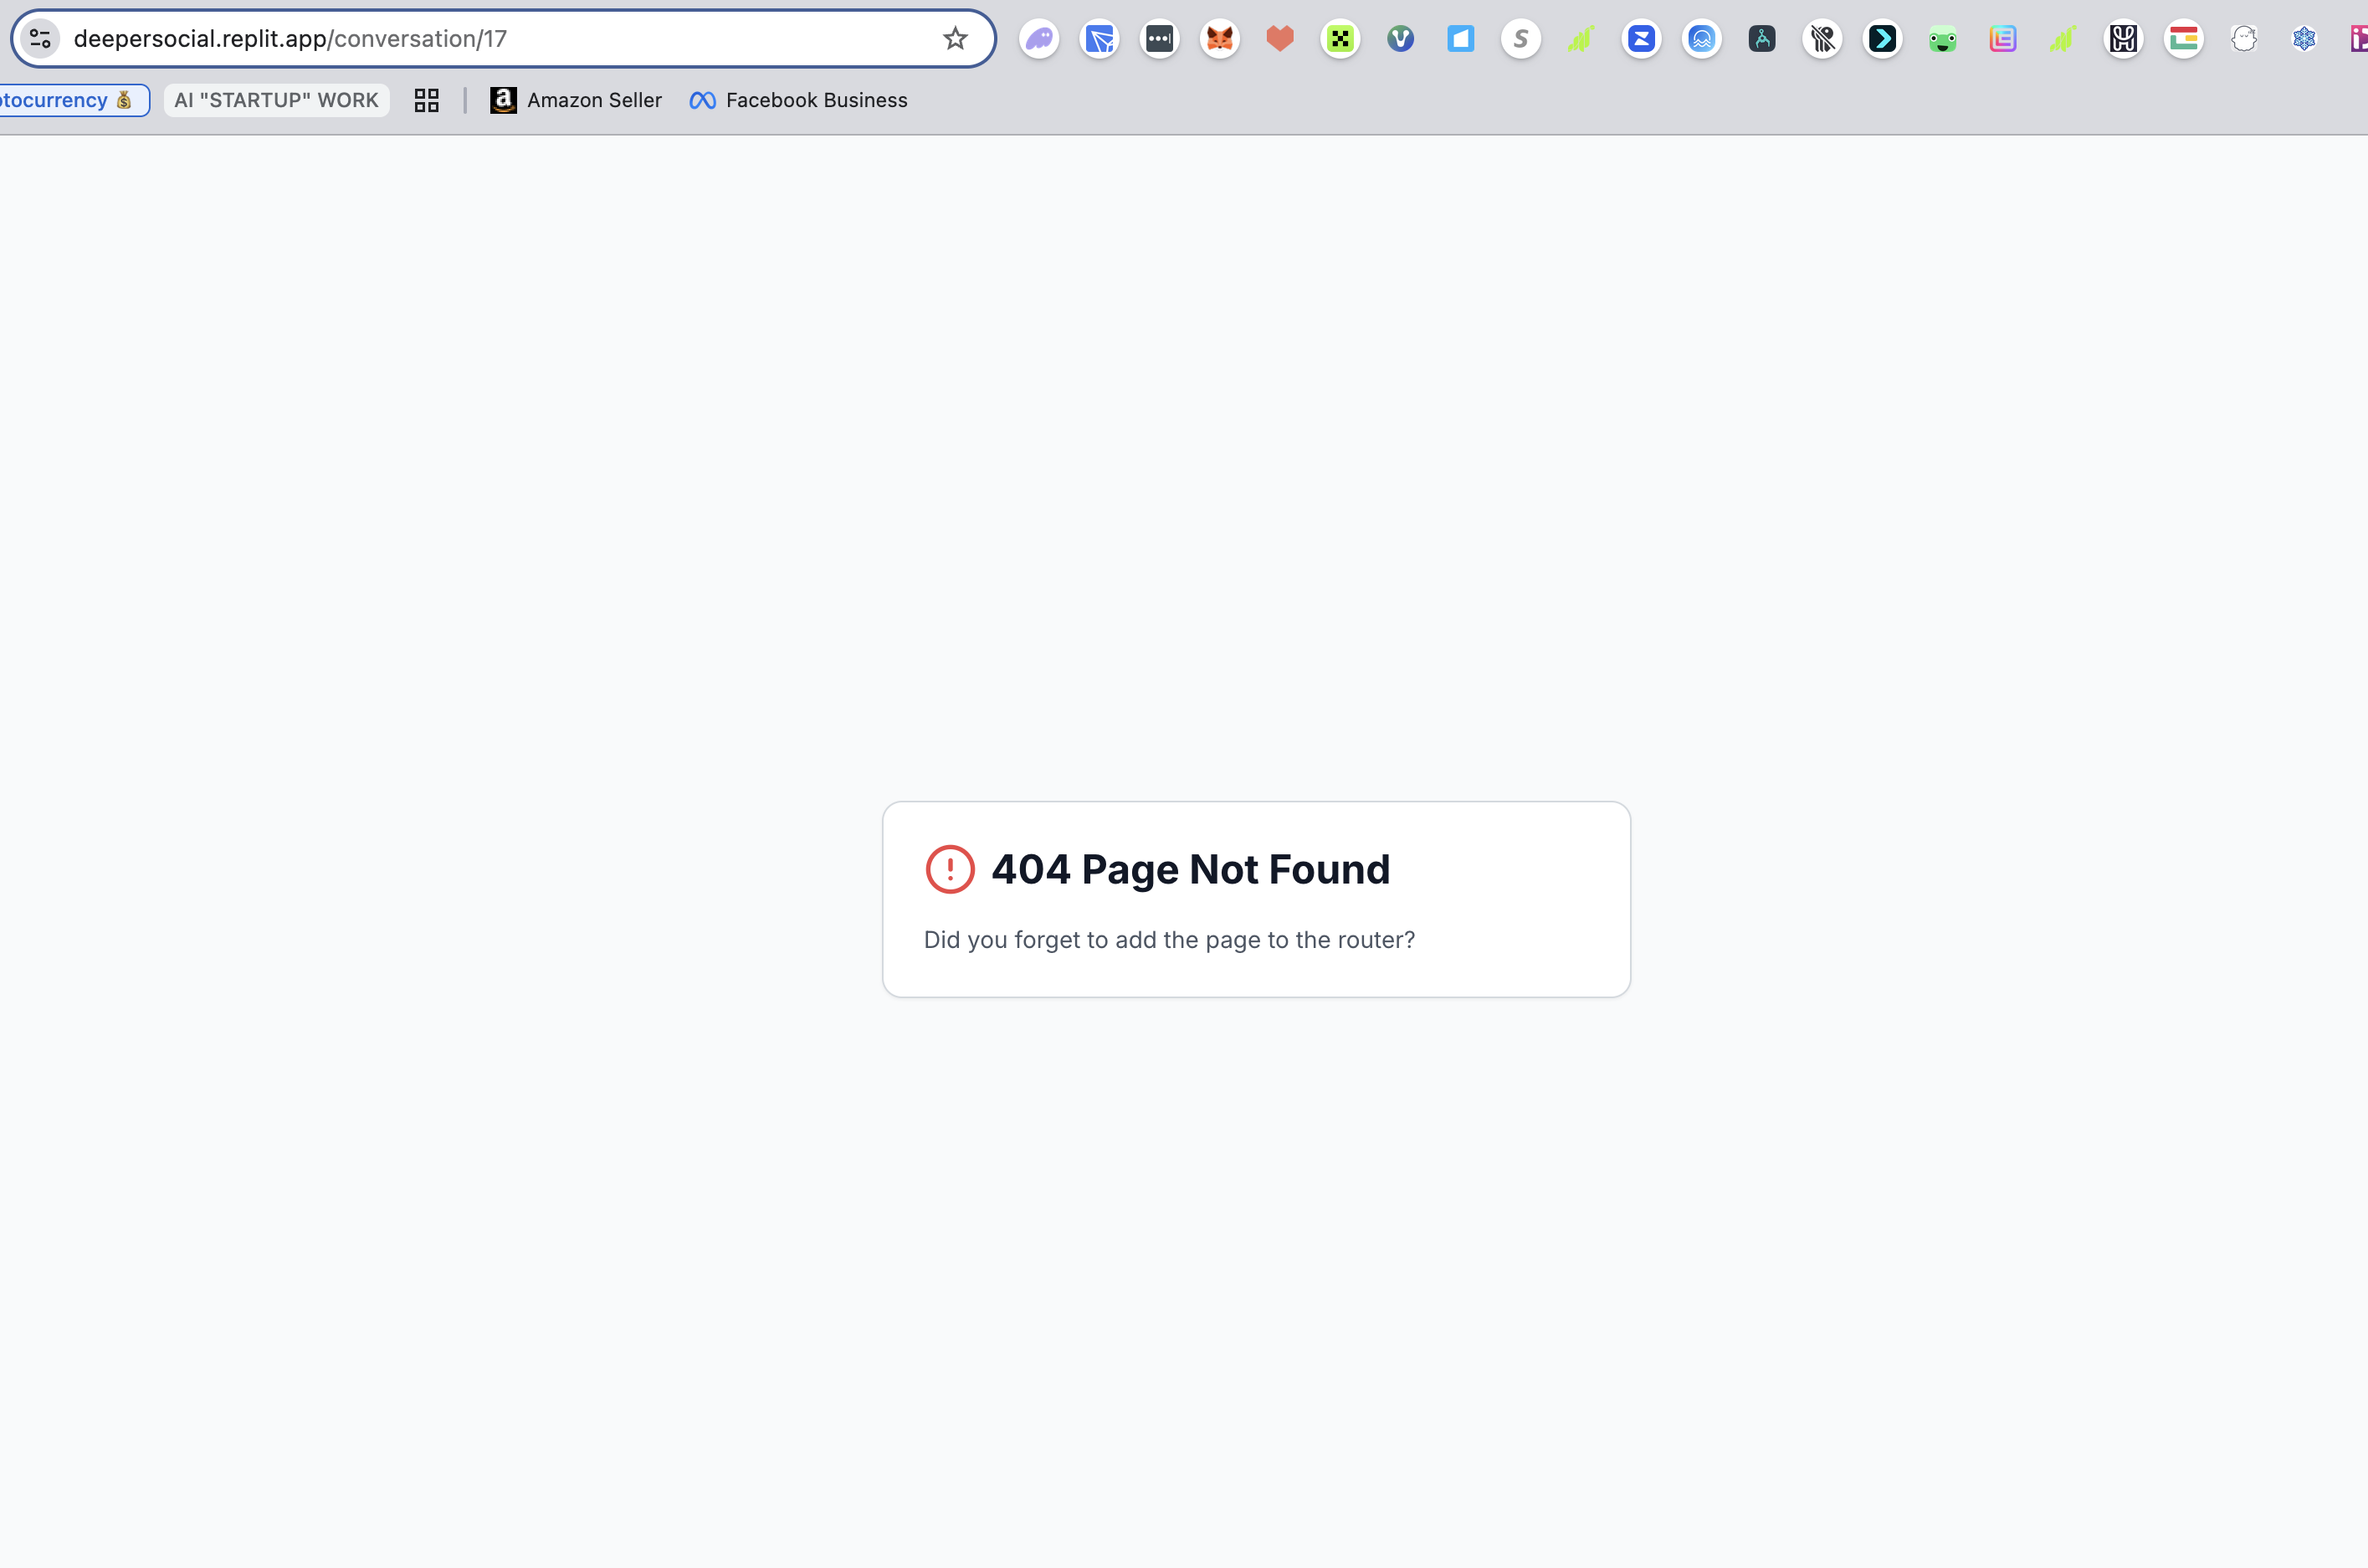 deepersocial.replit.app/conversation/17
tocurrency 💰 AI "STARTUP" WORK Amazon Seller Facebook Business
404 Page Not Found
Did you forget to add the page to the router?